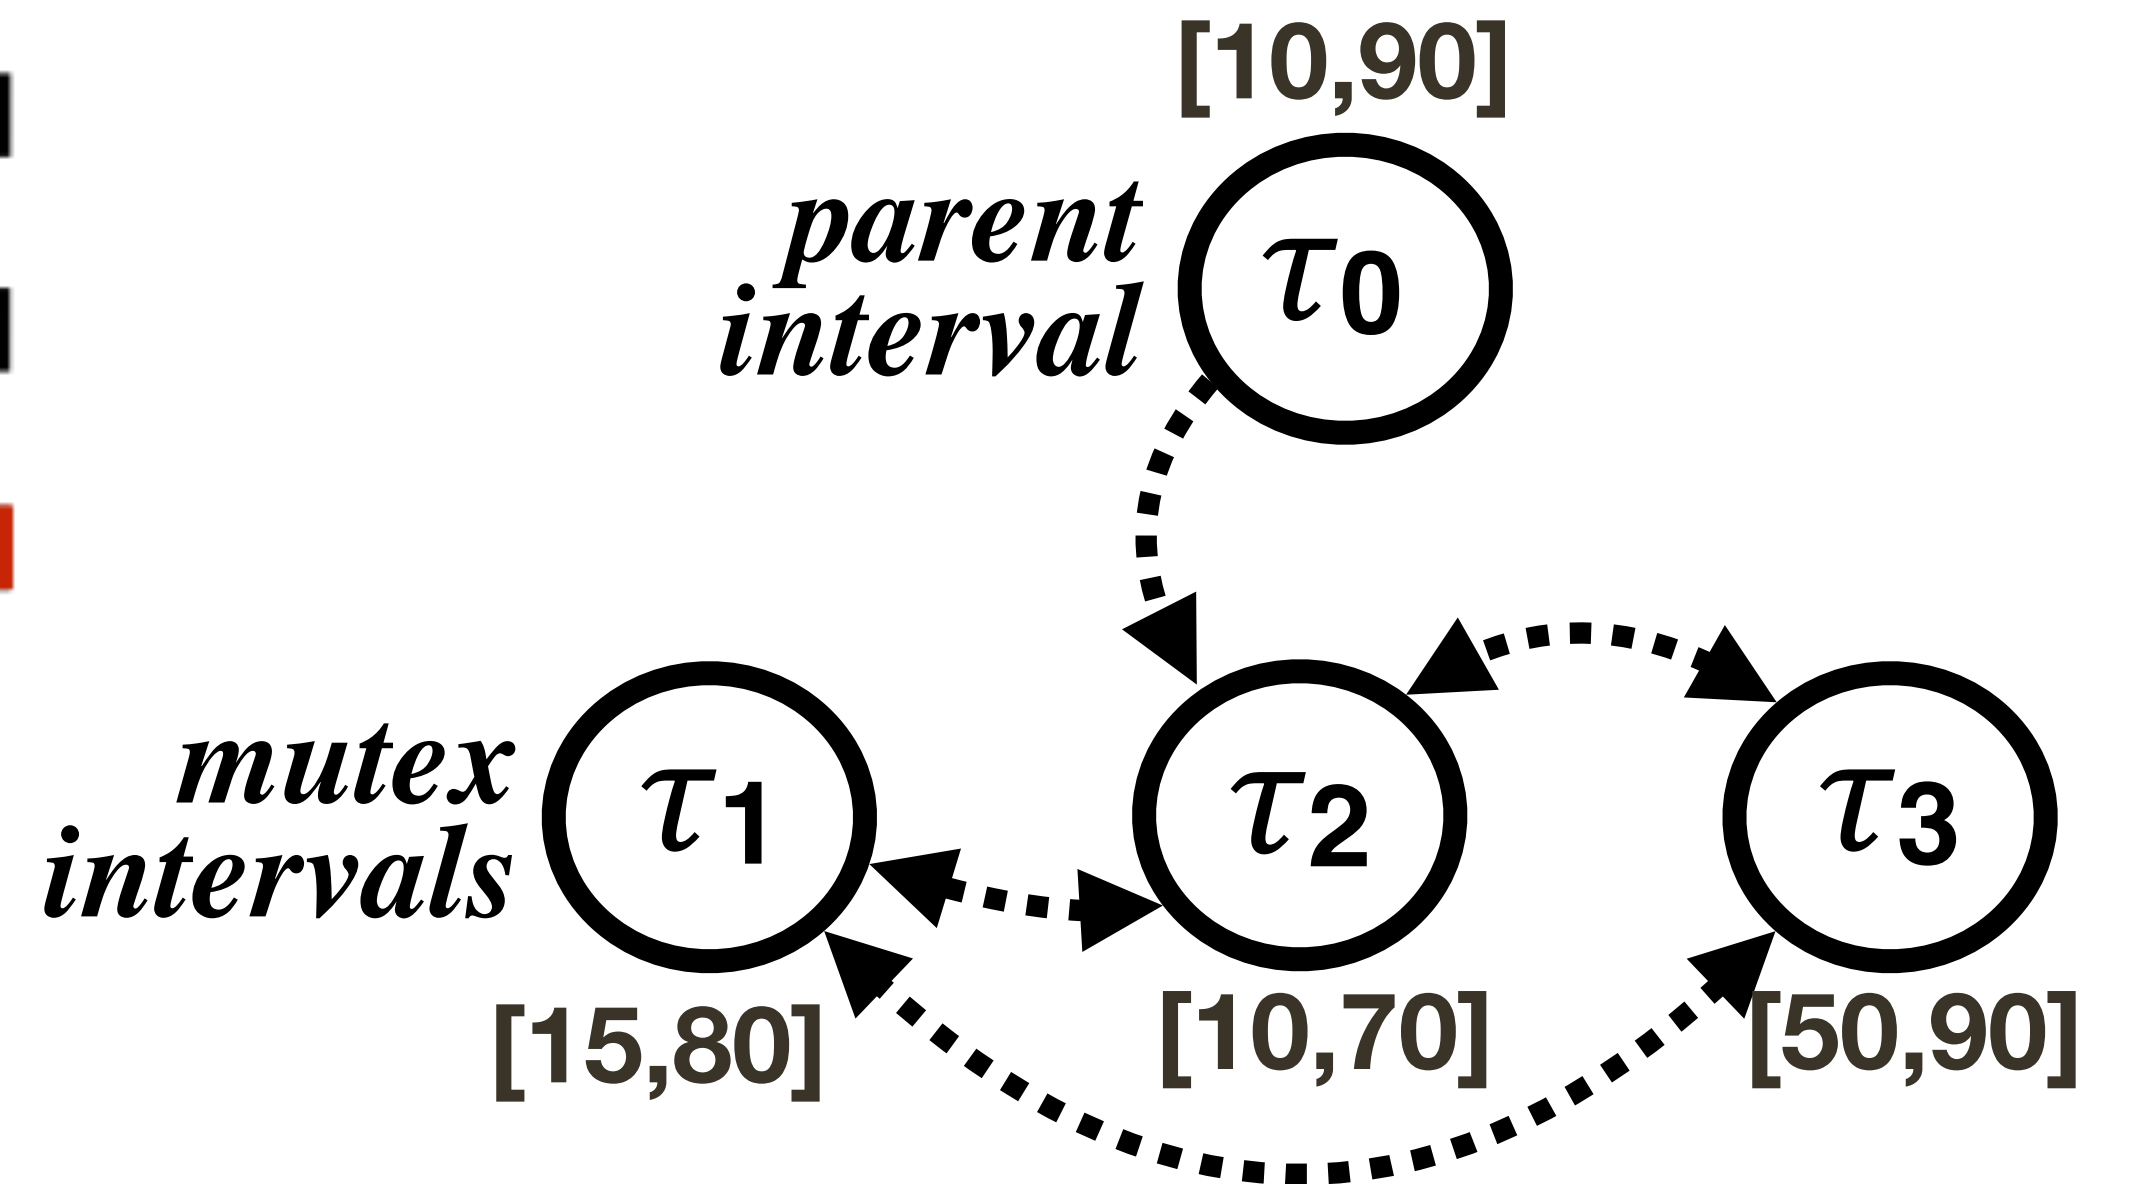 [10,90]
parent
interval
τ0
mutex
intervals
τ1
τ2
τ3
[15,80]
[10,70]
[50,90]